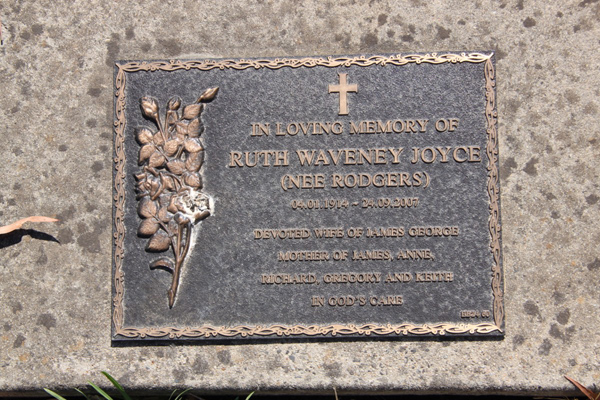 IN LOVING MEMORY OF
RUTH WAVENEY JOYCE
(NEE RODGERS)
04.01.1914 ~ 24.09.2007
DEVOTED WIFE OF JAMES GEORGE
MOTHER OF JAMES, ANNE,
RICHARD, GREGORY AND KEITH
IN GOD'S CARE